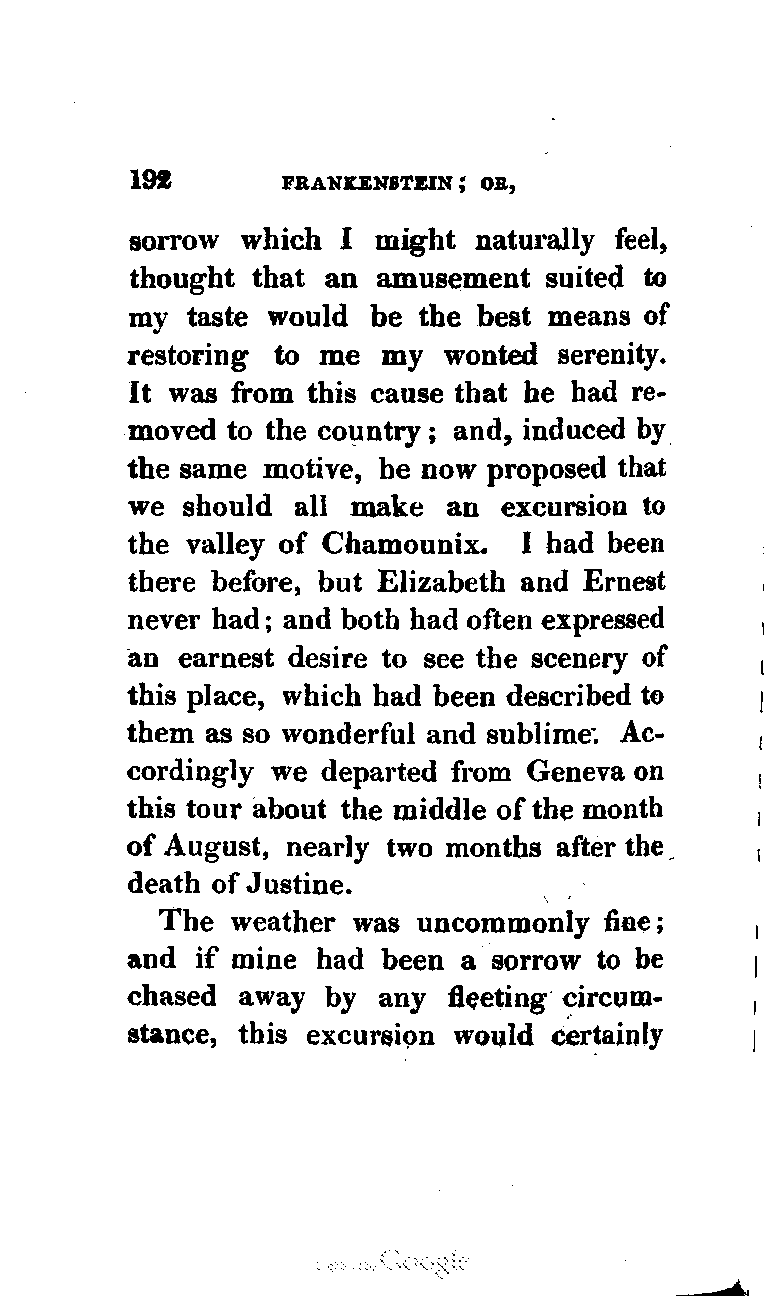 192 FRANKENSTEIN; OR,
sorrow which I might naturally feel,
thought that an amusement suited to
my taste would be the best means of
restoring to me my wonted serenity.
It was from this cause that he had re-
moved to the country; and, induced by
the same motive, he now proposed that
we should all make an excursion to
the valley of Chamounix. I had been
there before, but Elizabeth and Ernest
never had; and both had often expressed
an earnest desire to see the scenery of
this place, which had been described to
them as so wonderful and sublime. Ac-
cordingly we departed from Geneva on
this tour about the middle of the month
of August, nearly two months after the
death of Justine.
The weather was uncommonly fine;
and if mine had been a sorrow to be
chased away by any fleeting circum-
stance, this excursion would certainly
Google